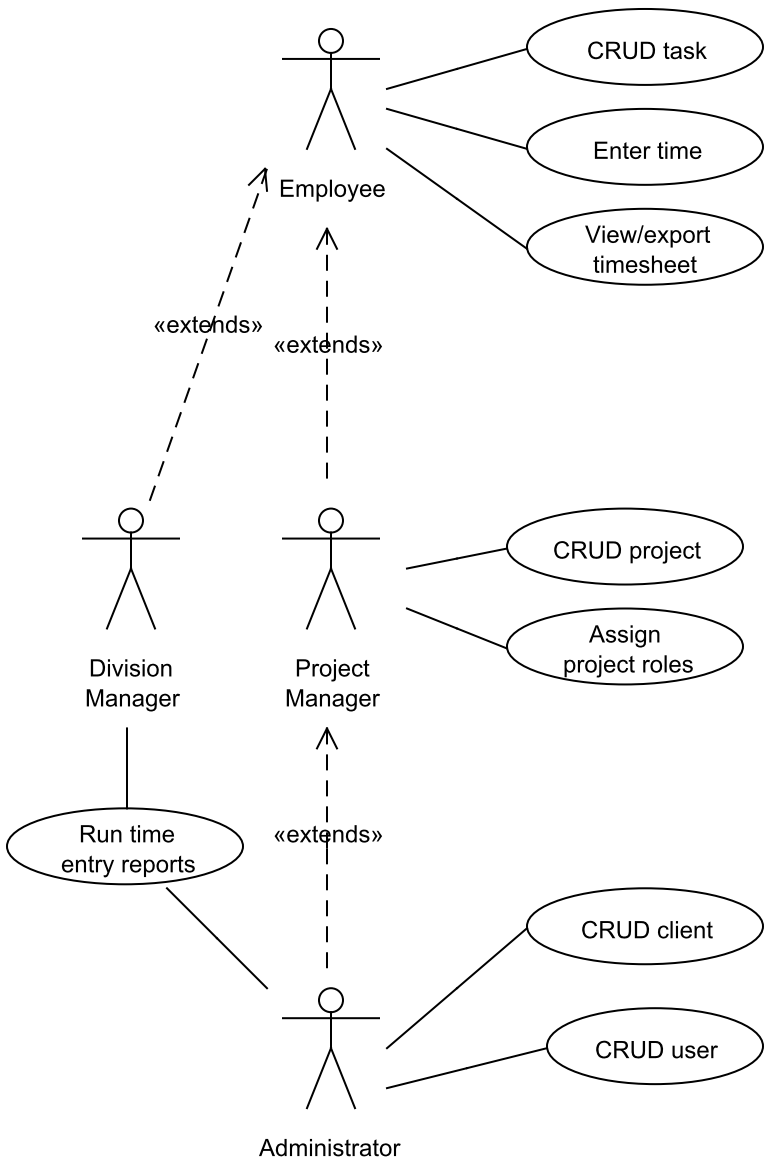 CRUD task
Enter time
Employee
View/export
timesheet
«extends»
«extends»
CRUD project
Assign
project roles
Division
Manager
Project
Manager
Run time
entry reports
«extends»
CRUD client
CRUD user
Administrator